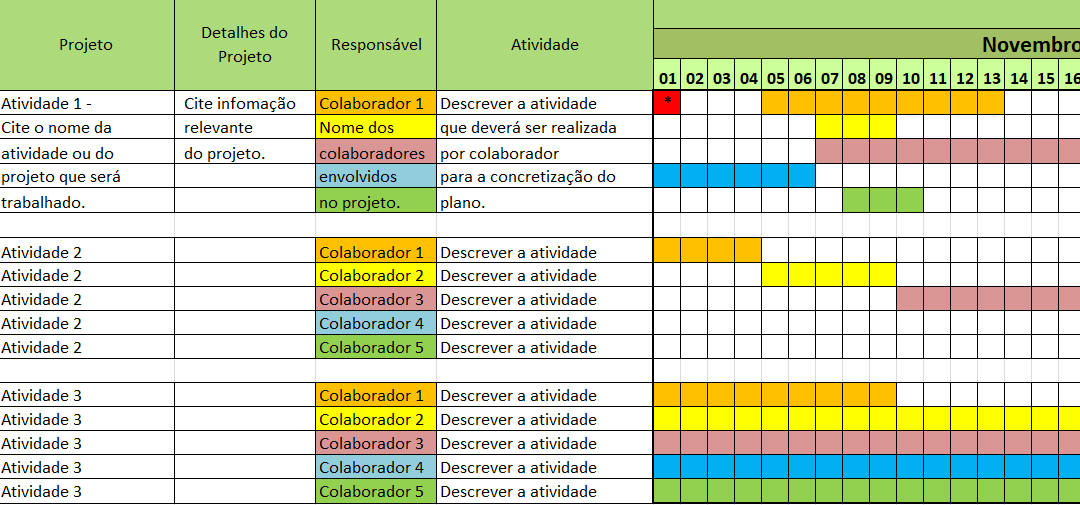 Projeto Detalhes do Projeto Responsável Atividade Novembro
01 02 03 04 05 06 07 08 09 10 11 12 13 14 15 16
Atividade 1 - Cite infomação Colaborador 1 Descrever a atividade *
Cite o nome da relevante Nome dos que deverá ser realizada
atividade ou do do projeto. colaboradores por colaborador
projeto que será envolvidos para a concretização do
trabalhado. no projeto. plano.
Atividade 2 Colaborador 1 Descrever a atividade
Atividade 2 Colaborador 2 Descrever a atividade
Atividade 2 Colaborador 3 Descrever a atividade
Atividade 2 Colaborador 4 Descrever a atividade
Atividade 2 Colaborador 5 Descrever a atividade
Atividade 3 Colaborador 1 Descrever a atividade
Atividade 3 Colaborador 2 Descrever a atividade
Atividade 3 Colaborador 3 Descrever a atividade
Atividade 3 Colaborador 4 Descrever a atividade
Atividade 3 Colaborador 5 Descrever a atividade